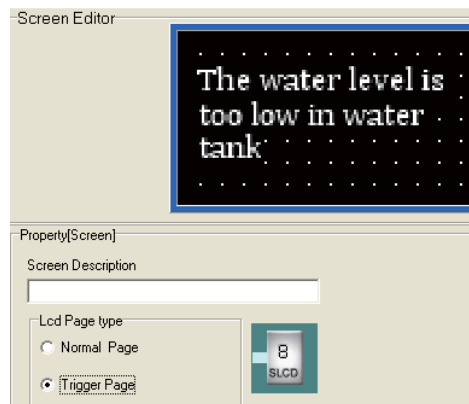 Screen Editor
The water level is
too low in water
tank
Property[Screen]
Screen Description
Lcd Page type
Normal Page
Trigger Page
8
SLCD